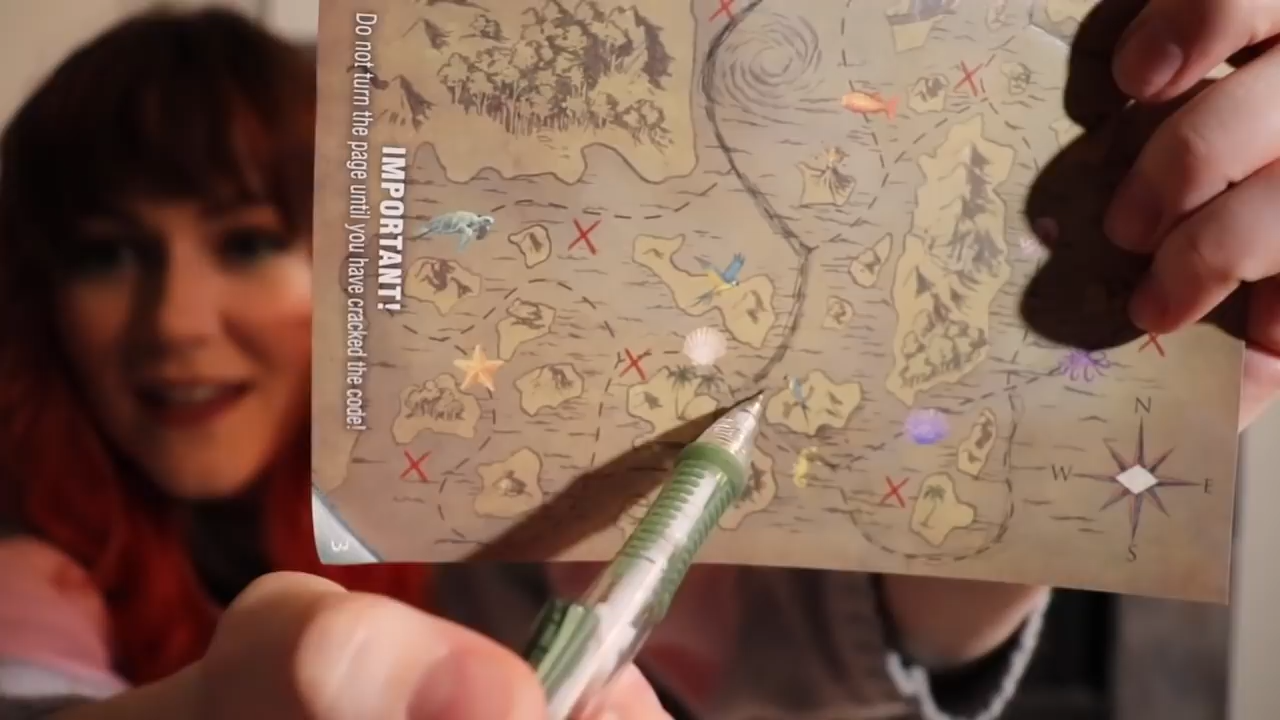 IMPORTANT!
Do not turn the page until you have cracked the code!
N
W
E
S
3